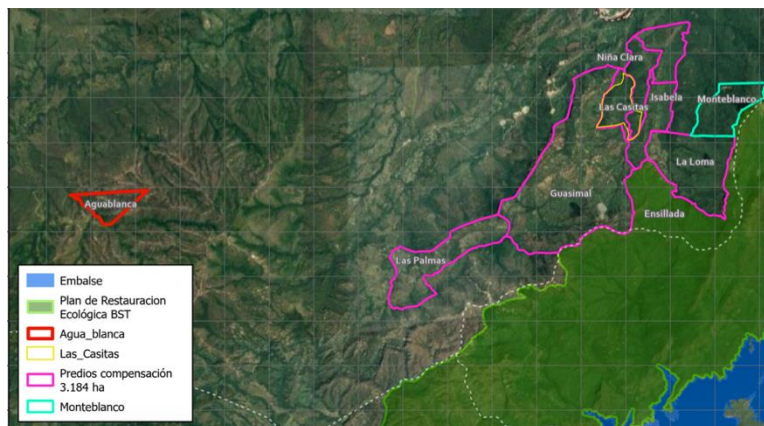 Niña Clara
Las Casitas
Isabela
Monteblanco
La Loma
Aguablanca
Guasimal
Ensillada
Las Palmas
Embalse
Plan de Restauracion
Ecológica BST
Agua_blanca
Las_Casitas
Predios compensación
3.184 ha
Monteblanco